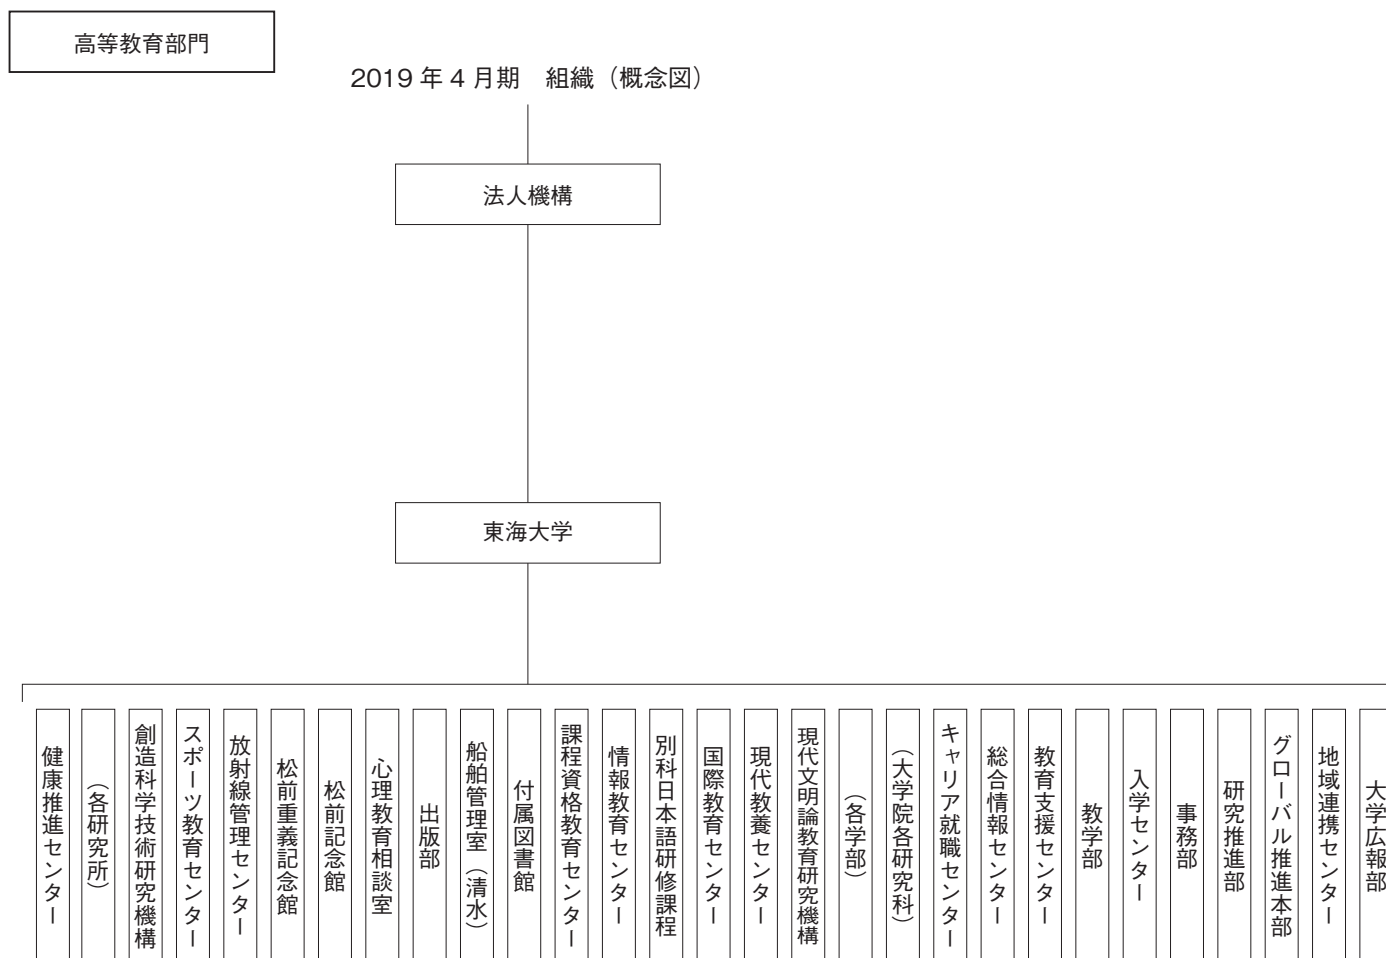 高等教育部門
2019 年 4 月期　組織（概念図）
法人機構
東海大学
健康推進センター
（各研究所）
創造科学技術研究機構
スポーツ教育センター
放射線管理センター
松前重義記念館
松前記念館
心理教育相談室
出版部
船舶管理室（清水）
付属図書館
課程資格教育センター
情報教育センター
別科日本語研修課程
国際教育センター
現代教養センター
現代文明論教育研究機構
（各学部）
（大学院各研究科）
キャリア就職センター
総合情報センター
教育支援センター
教学部
入学センター
事務部
研究推進部
グローバル推進本部
地域連携センター
大学広報部